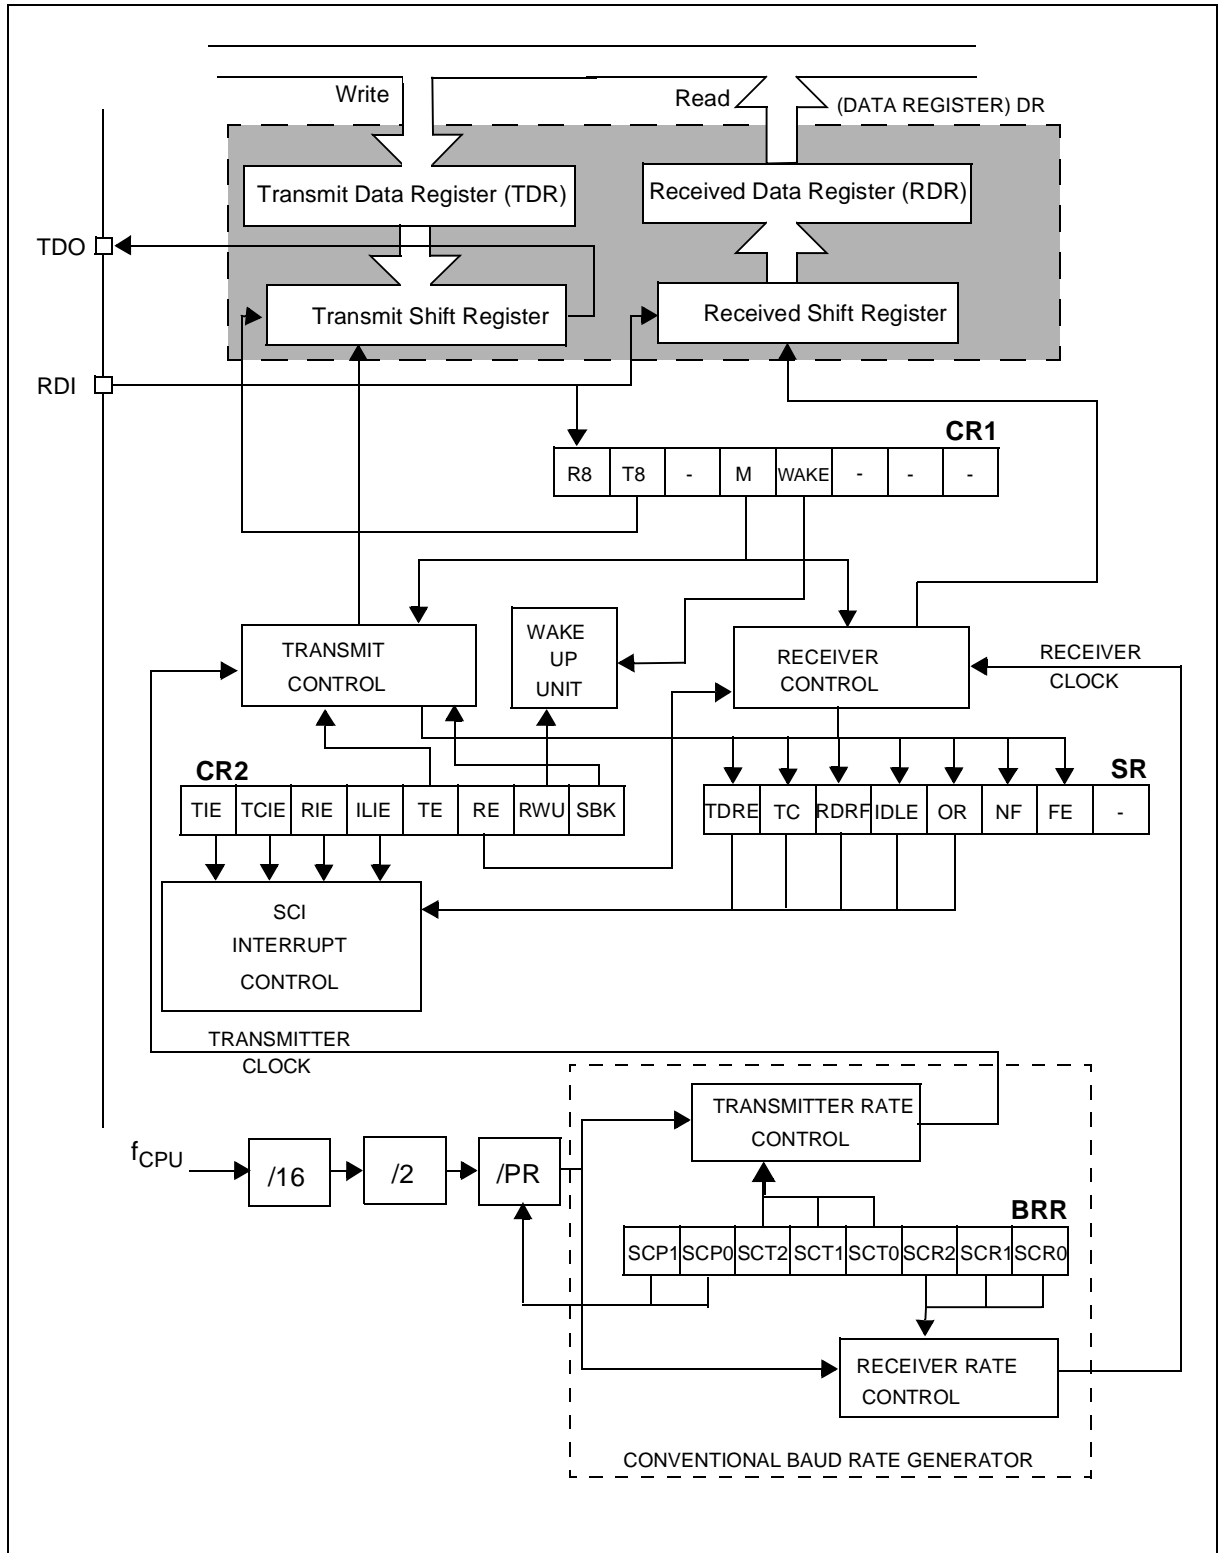 Write
Read
(DATA REGISTER) DR
Transmit Data Register (TDR)
Received Data Register (RDR)
TDO
Transmit Shift Register
Received Shift Register
RDI
CR1
R8 T8 - M WAKE - - -
TRANSMIT
CONTROL
WAKE
UP
UNIT
RECEIVER
CONTROL
RECEIVER
CLOCK
CR2
TIE TCIE RIE ILIE TE RE RWU SBK
SR
TDRE TC RDRF IDLE OR NF FE -
SCI
INTERRUPT
CONTROL
TRANSMITTER
CLOCK
TRANSMITTER RATE
CONTROL
fCPU
/16
/2
/PR
BRR
SCP1 SCP0 SCT2 SCT1 SCT0 SCR2 SCR1 SCR0
RECEIVER RATE
CONTROL
CONVENTIONAL BAUD RATE GENERATOR